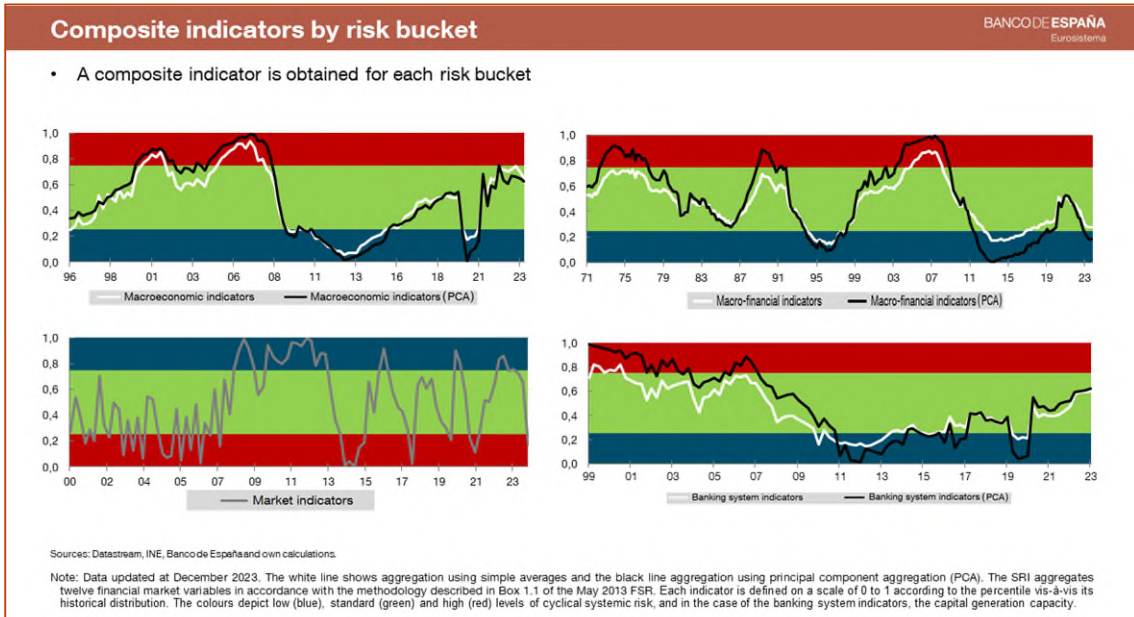 Composite indicators by risk bucket
BANCO DE ESPAÑA
Eurosistema
• A composite indicator is obtained for each risk bucket
1,0
0,8
0,6
0,4
0,2
0,0
96 98 01 03 06 08 11 13 16 18 21 23
Macroeconomic indicators Macroeconomic indicators (PCA)
1,0
0,8
0,6
0,4
0,2
0,0
71 75 79 83 87 91 95 99 03 07 11 15 19 23
Macro-financial indicators Macro-financial indicators (PCA)
1,0
0,8
0,6
0,4
0,2
0,0
00 02 04 05 07 09 11 13 14 15 17 18 20 21 23
Market indicators
1,0
0,8
0,6
0,4
0,2
0,0
99 01 03 05 07 09 11 13 15 17 19 21 23
Banking system indicators Banking system indicators (PCA)
Sources: Datastream, INE, Banco de España and own calculations.
Note: Data updated at December 2023. The white line shows aggregation using simple averages and the black line aggregation using principal component aggregation (PCA). The SRI aggregates
twelve financial market variables in accordance with the methodology described in Box 1.1 of the May 2013 FSR. Each indicator is defined on a scale of 0 to 1 according to the percentile vis-á-vis its
historical distribution. The colours depict low (blue), standard (green) and high (red) levels of cyclical systemic risk, and in the case of the banking system indicators, the capital generation capacity.